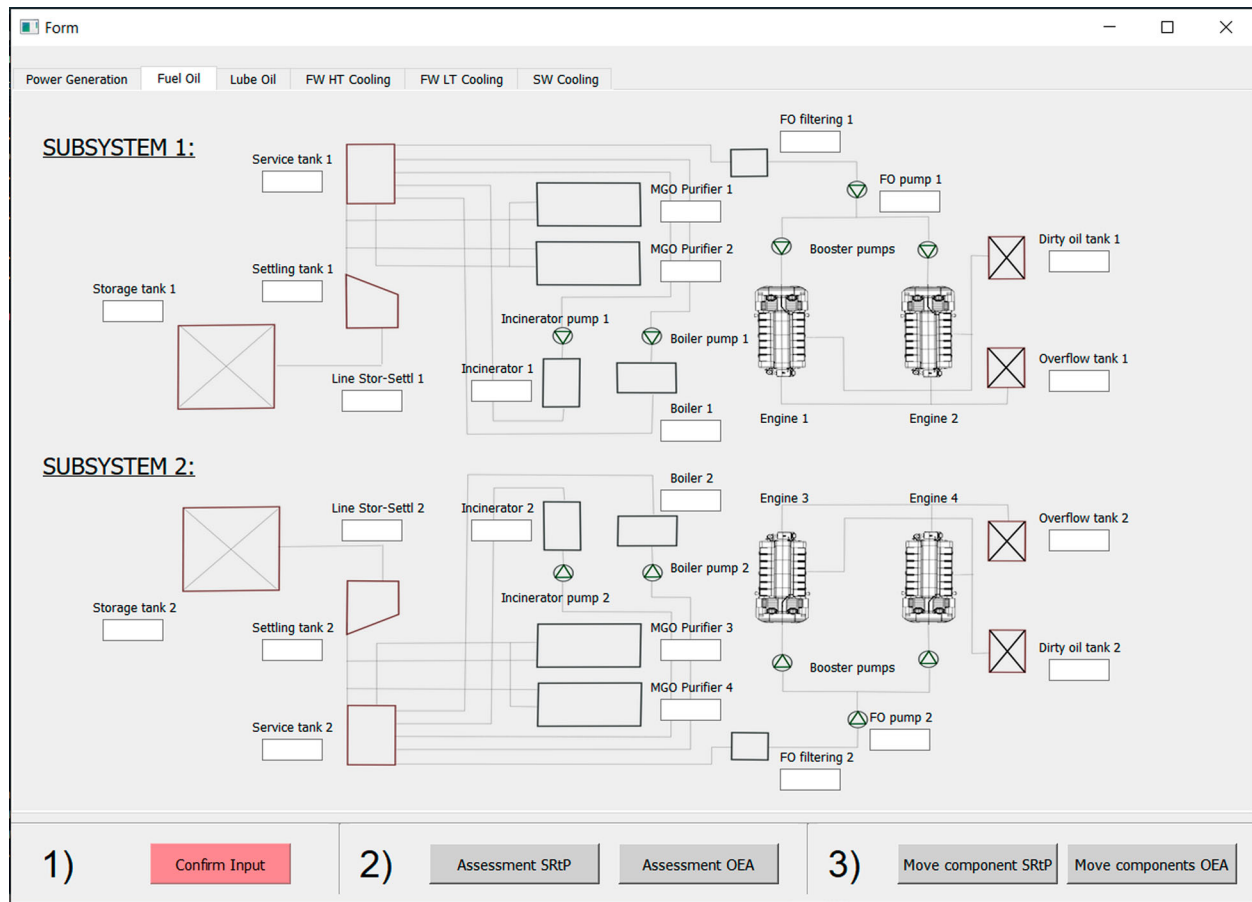 Form
Power Generation
Fuel Oil
Lube Oil
FW HT Cooling
FW LT Cooling
SW Cooling
SUBSYSTEM 1:
FO filtering 1
Service tank 1
MGO Purifier 1
FO pump 1
MGO Purifier 2
Booster pumps
Dirty oil tank 1
Settling tank 1
Storage tank 1
Incinerator pump 1
Boiler pump 1
Overflow tank 1
Line Stor-Settl 1
Incinerator 1
Boiler 1
Engine 1
Engine 2
SUBSYSTEM 2:
Boiler 2
Line Stor-Settl 2
Incinerator 2
Engine 3
Engine 4
Overflow tank 2
Boiler pump 2
Incinerator pump 2
Storage tank 2
Settling tank 2
MGO Purifier 3
Booster pumps
Dirty oil tank 2
MGO Purifier 4
Service tank 2
FO pump 2
FO filtering 2
1)
Confirm Input
2)
Assessment SRtP
Assessment OEA
3)
Move component SRtP
Move components OEA